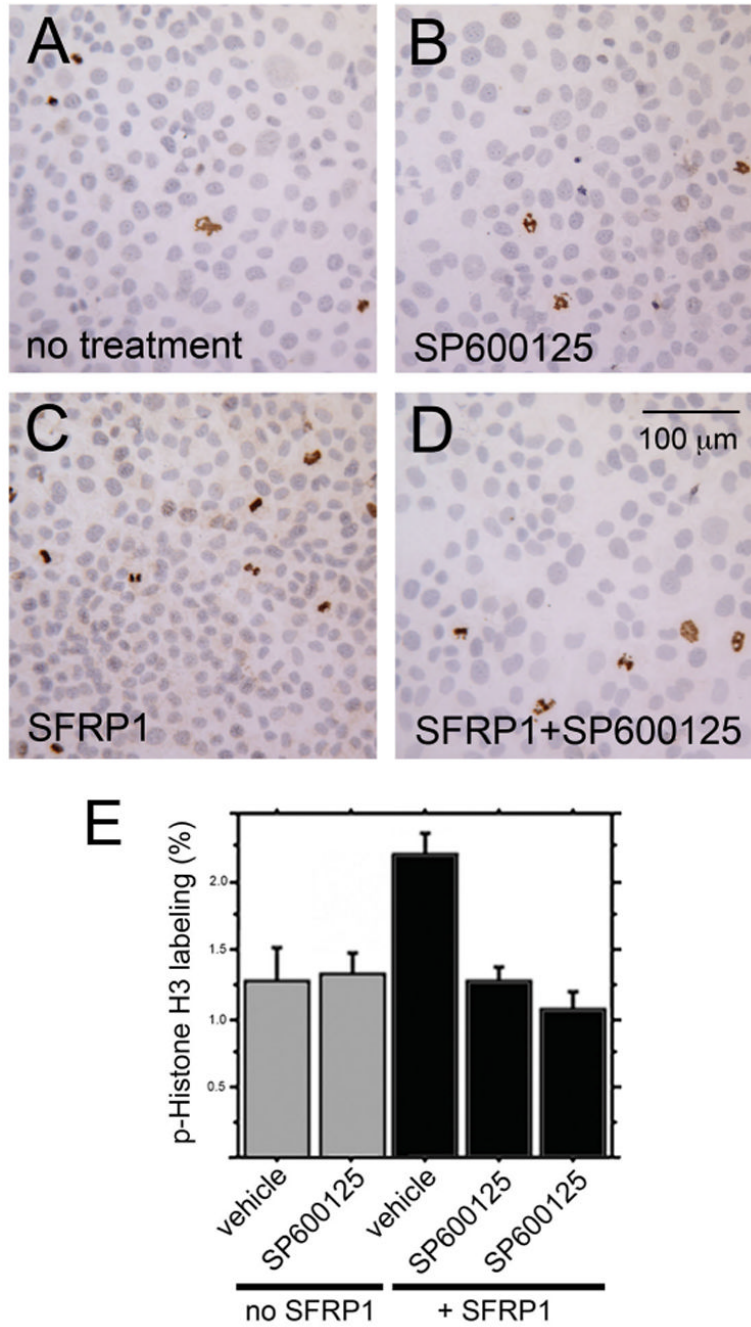 A
no treatment
B
SP600125
C
SFRP1
D
100 μm
SFRP1+SP600125
E
p-Histone H3 labeling (%)
2.0
1.5
1.0
0.5
vehicle
SP600125
vehicle
SP600125
SP600125
no SFRP1
+ SFRP1